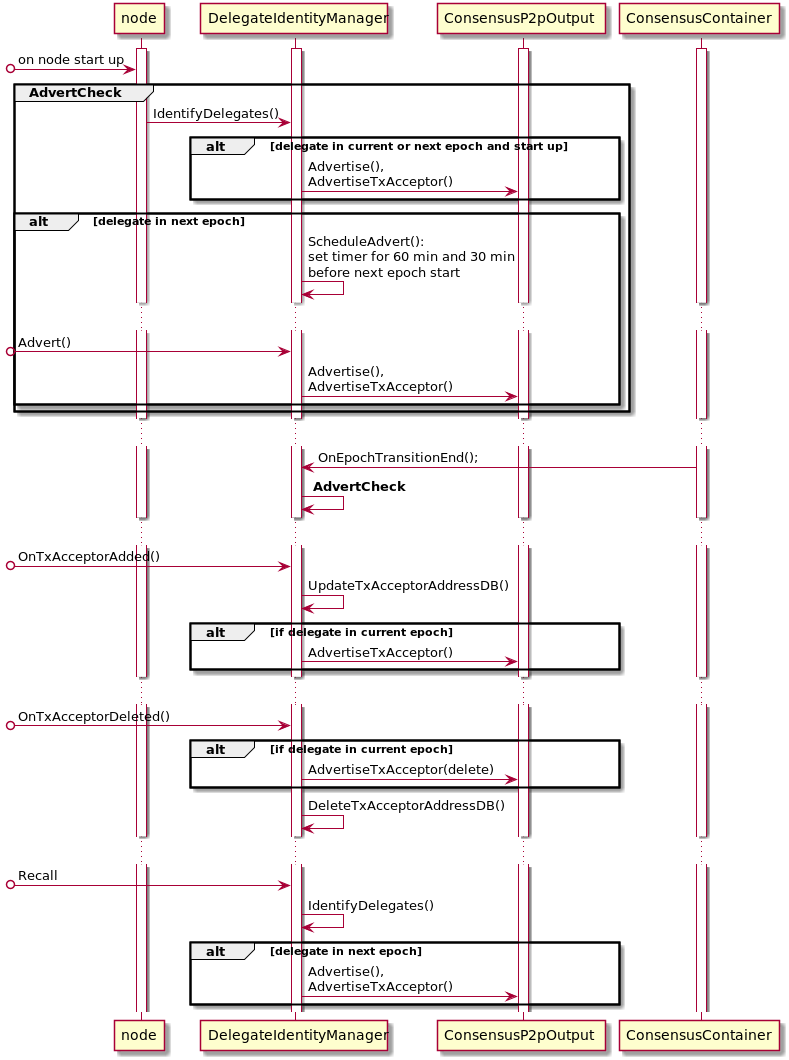 node DelegateIdentityManager ConsensusP2pOutput ConsensusContainer
on node start up
AdvertCheck
IdentifyDelegates()
alt [delegate in current or next epoch and start up]
Advertise(),
AdvertiseTxAcceptor()
alt [delegate in next epoch]
ScheduleAdvert():
set timer for 60 min and 30 min
before next epoch start
Advert()
Advertise(),
AdvertiseTxAcceptor()
OnEpochTransitionEnd();
AdvertCheck
OnTxAcceptorAdded()
UpdateTxAcceptorAddressDB()
alt [if delegate in current epoch]
AdvertiseTxAcceptor()
OnTxAcceptorDeleted()
alt [if delegate in current epoch]
AdvertiseTxAcceptor(delete)
DeleteTxAcceptorAddressDB()
Recall
IdentifyDelegates()
alt [delegate in next epoch]
Advertise(),
AdvertiseTxAcceptor()
node DelegateIdentityManager ConsensusP2pOutput ConsensusContainer